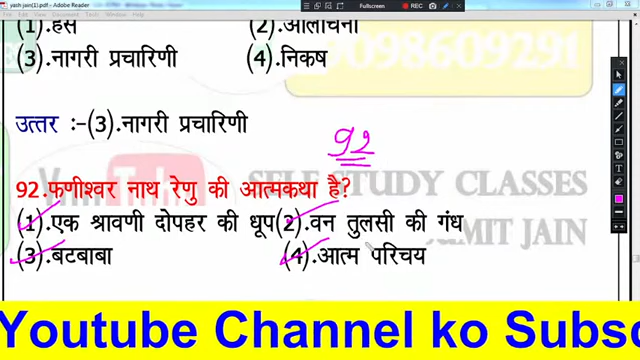 yash jain(1).pdf - Adobe Reader
Fullscreen
REC
(1).हंस (2).आलोचना
(3).नागरी प्रचारिणी (4).निकष
9098609291
उत्तर :-(3).नागरी प्रचारिणी
92
92.फणीश्वर नाथ रेणु की आत्मकथा है?
(1).एक श्रावणी दोपहर की धूप(2).वन तुलसी की गंध
(3).बटबाबा (4).आत्म परिचय
SELF STUDY CLASSES
SUMIT JAIN
Youtube Channel ko Subsc